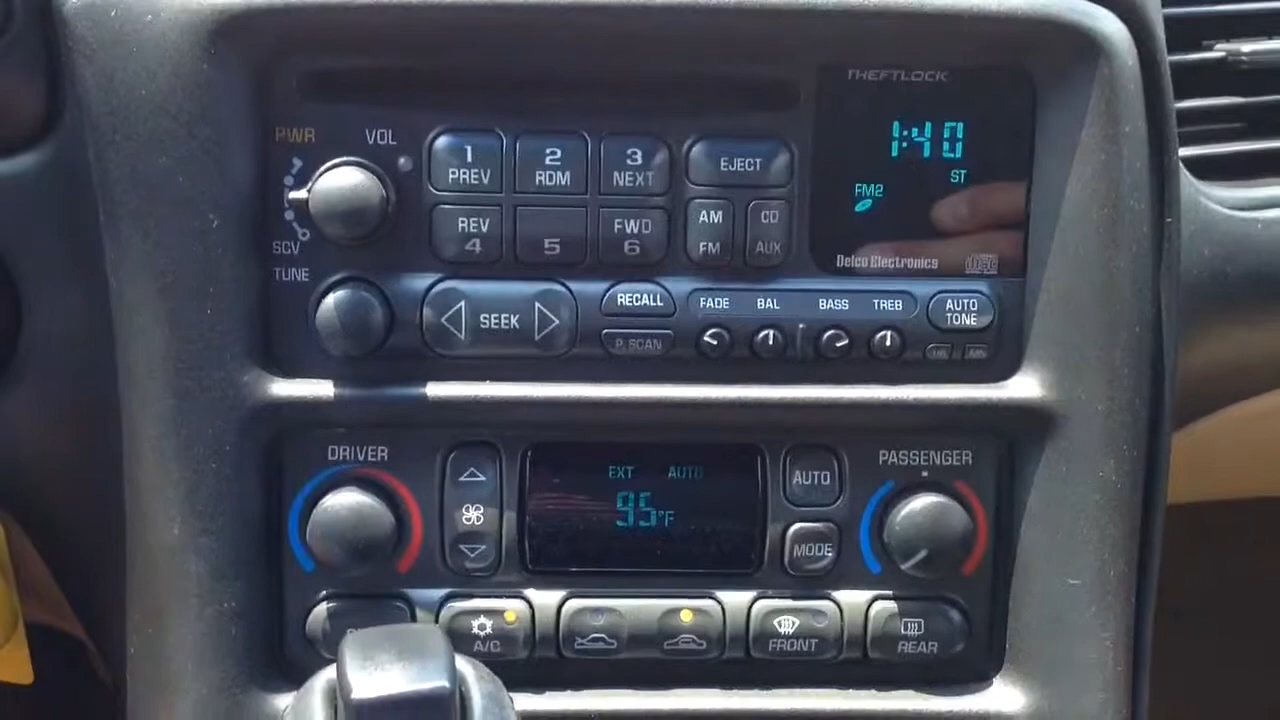 THEFTLOCK
PWR
VOL
1
PREV
2
RDM
3
NEXT
EJECT
1:40
ST
FM2
REV
4
5
FWD
6
AM
FM
CD
AUX
SCV
TUNE
Delco Electronics
disc
SEEK
RECALL
P.SCAN
FADE BAL BASS TREB
AUTO
TONE
DRIVER
PASSENGER
EXT AUTO
95°F
AUTO
MODE
A/C
FRONT
REAR